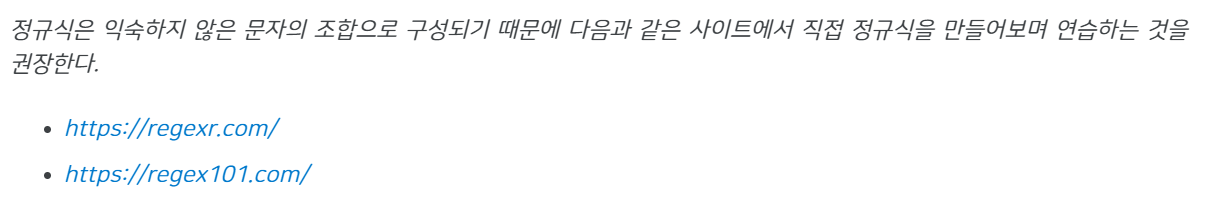 정규식은 익숙하지 않은 문자의 조합으로 구성되기 때문에 다음과 같은 사이트에서 직접 정규식을 만들어보며 연습하는 것을
권장한다.
https://regexr.com/
https://regex101.com/